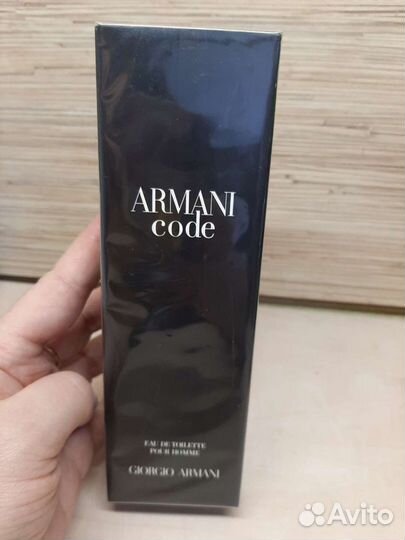 ARMANI
code
EAU DE TOILETTE
POUR HOMME
GIORGIO ARMANI
Avito